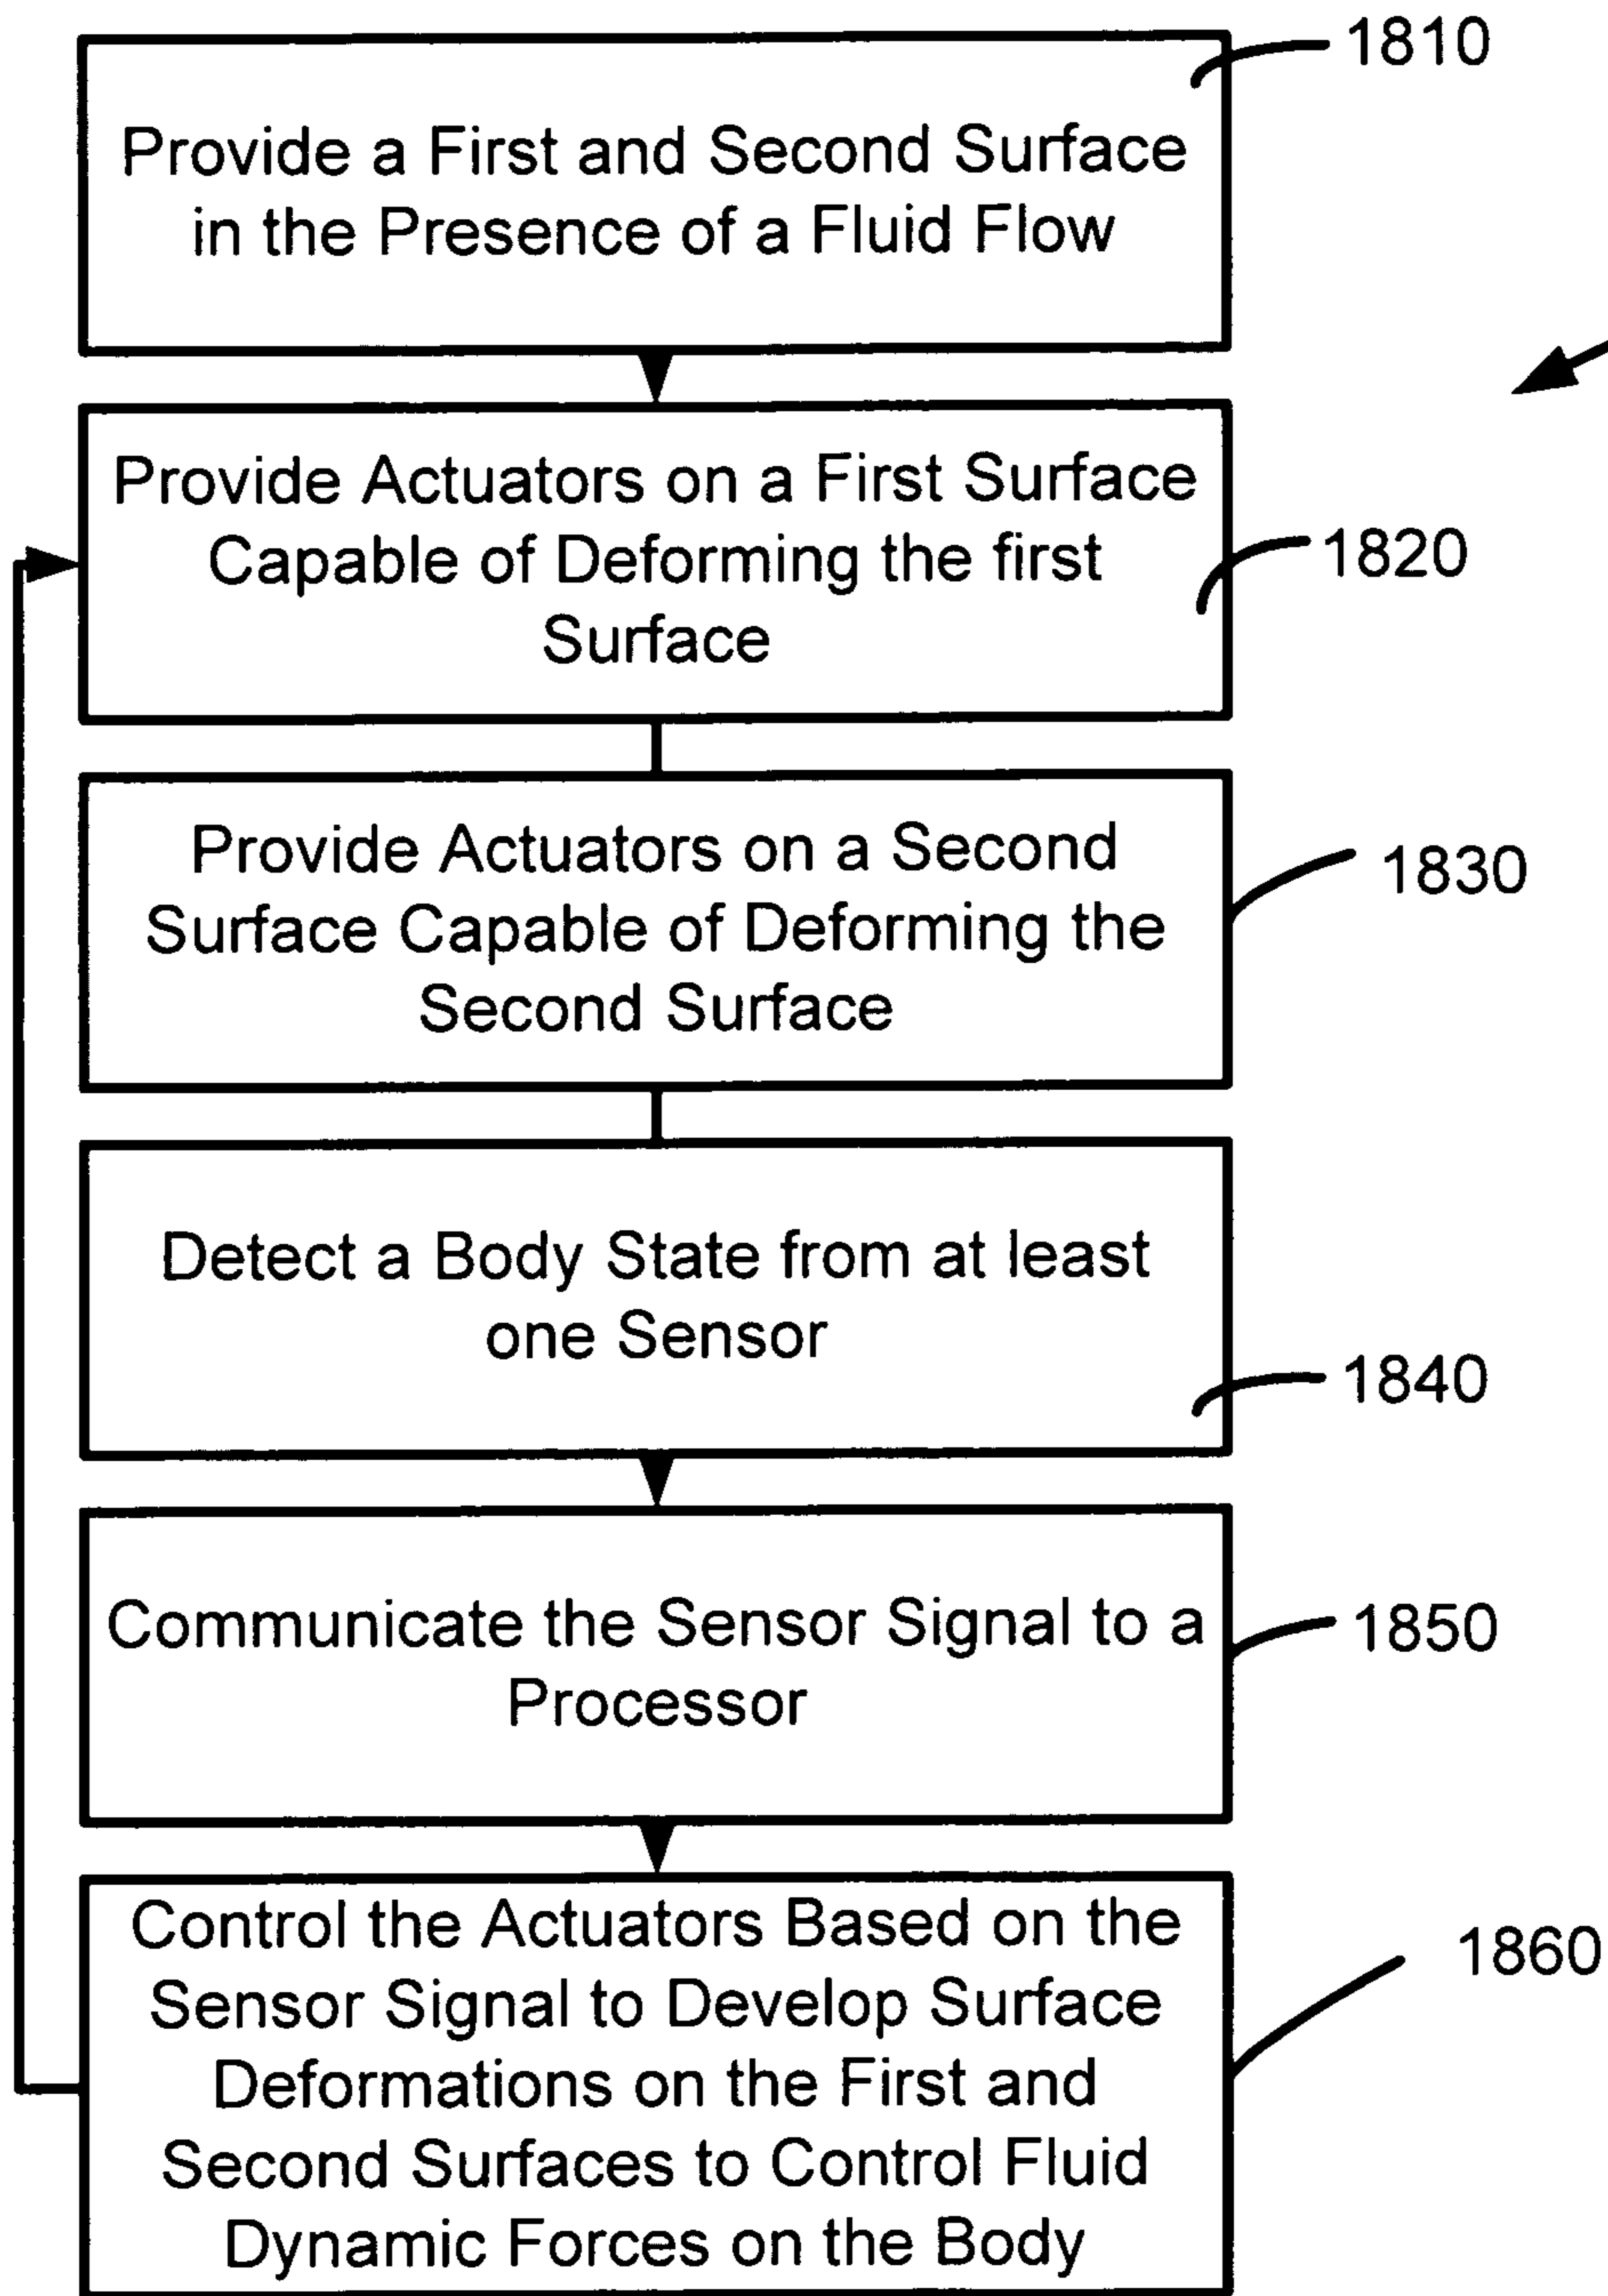 1810
Provide a First and Second Surface
in the Presence of a Fluid Flow
Provide Actuators on a First Surface
Capable of Deforming the first
Surface
1820
Provide Actuators on a Second
Surface Capable of Deforming the
Second Surface
1830
Detect a Body State from at least
one Sensor
1840
Communicate the Sensor Signal to a
Processor
1850
Control the Actuators Based on the
Sensor Signal to Develop Surface
Deformations on the First and
Second Surfaces to Control Fluid
Dynamic Forces on the Body
1860